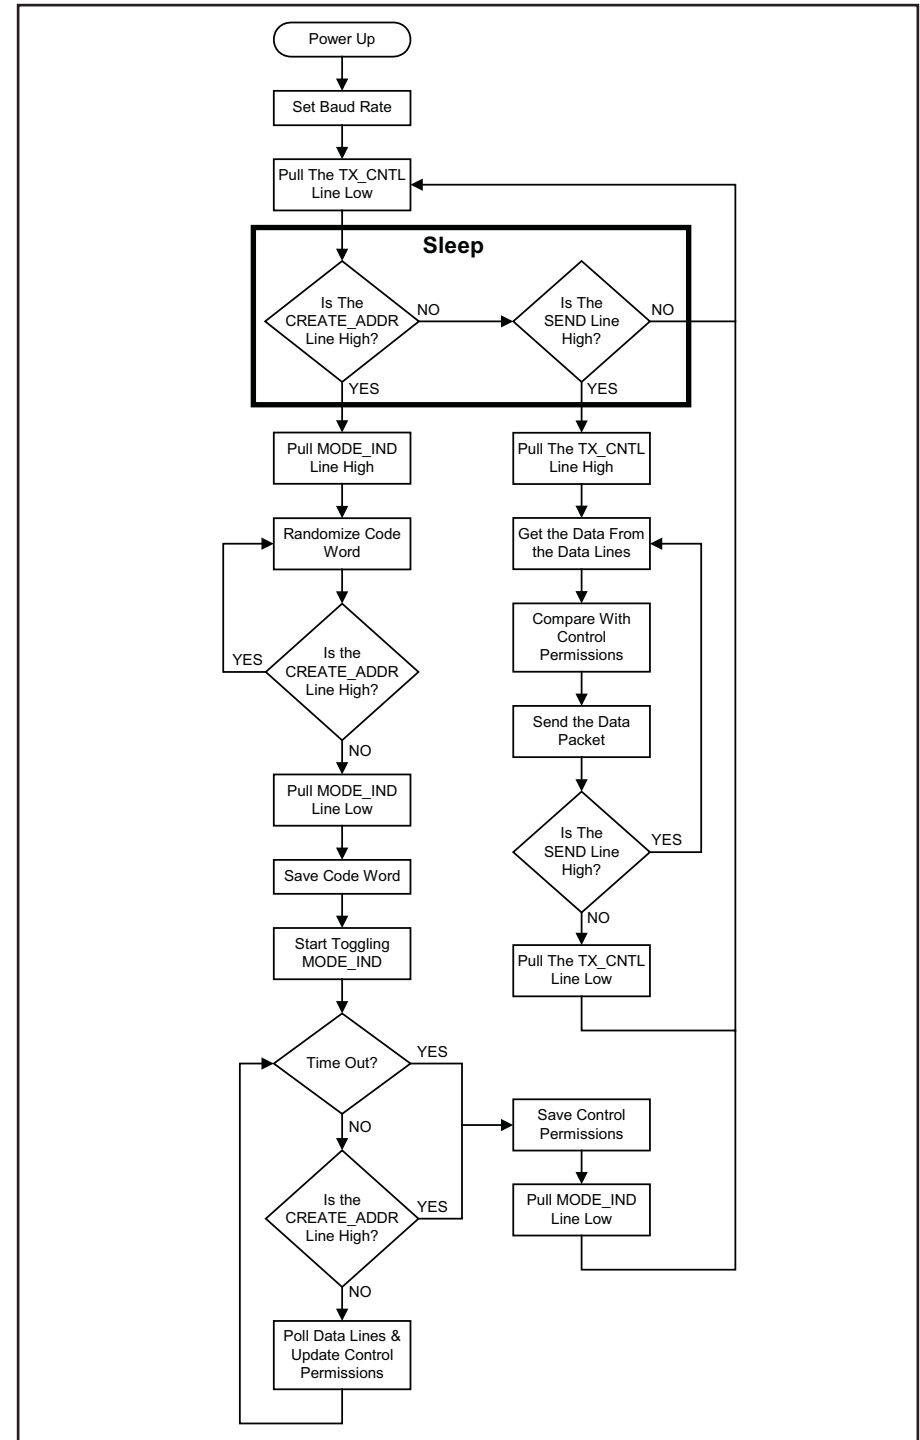 Power Up
Set Baud Rate
Pull The TX_CNTL
Line Low
Sleep
Is The
CREATE_ADDR
Line High?
NO
YES
Is The
SEND Line
High?
NO
YES
Pull MODE_IND
Line High
Randomize Code
Word
Is the
CREATE_ADDR
Line High?
YES
NO
Pull MODE_IND
Line Low
Save Code Word
Start Toggling
MODE_IND
Time Out?
YES
NO
Is the
CREATE_ADDR
Line High?
YES
NO
Poll Data Lines &
Update Control
Permissions
Pull The TX_CNTL
Line High
Get the Data From
the Data Lines
Compare With
Control
Permissions
Send the Data
Packet
Is The
SEND Line
High?
YES
NO
Pull The TX_CNTL
Line Low
Save Control
Permissions
Pull MODE_IND
Line Low